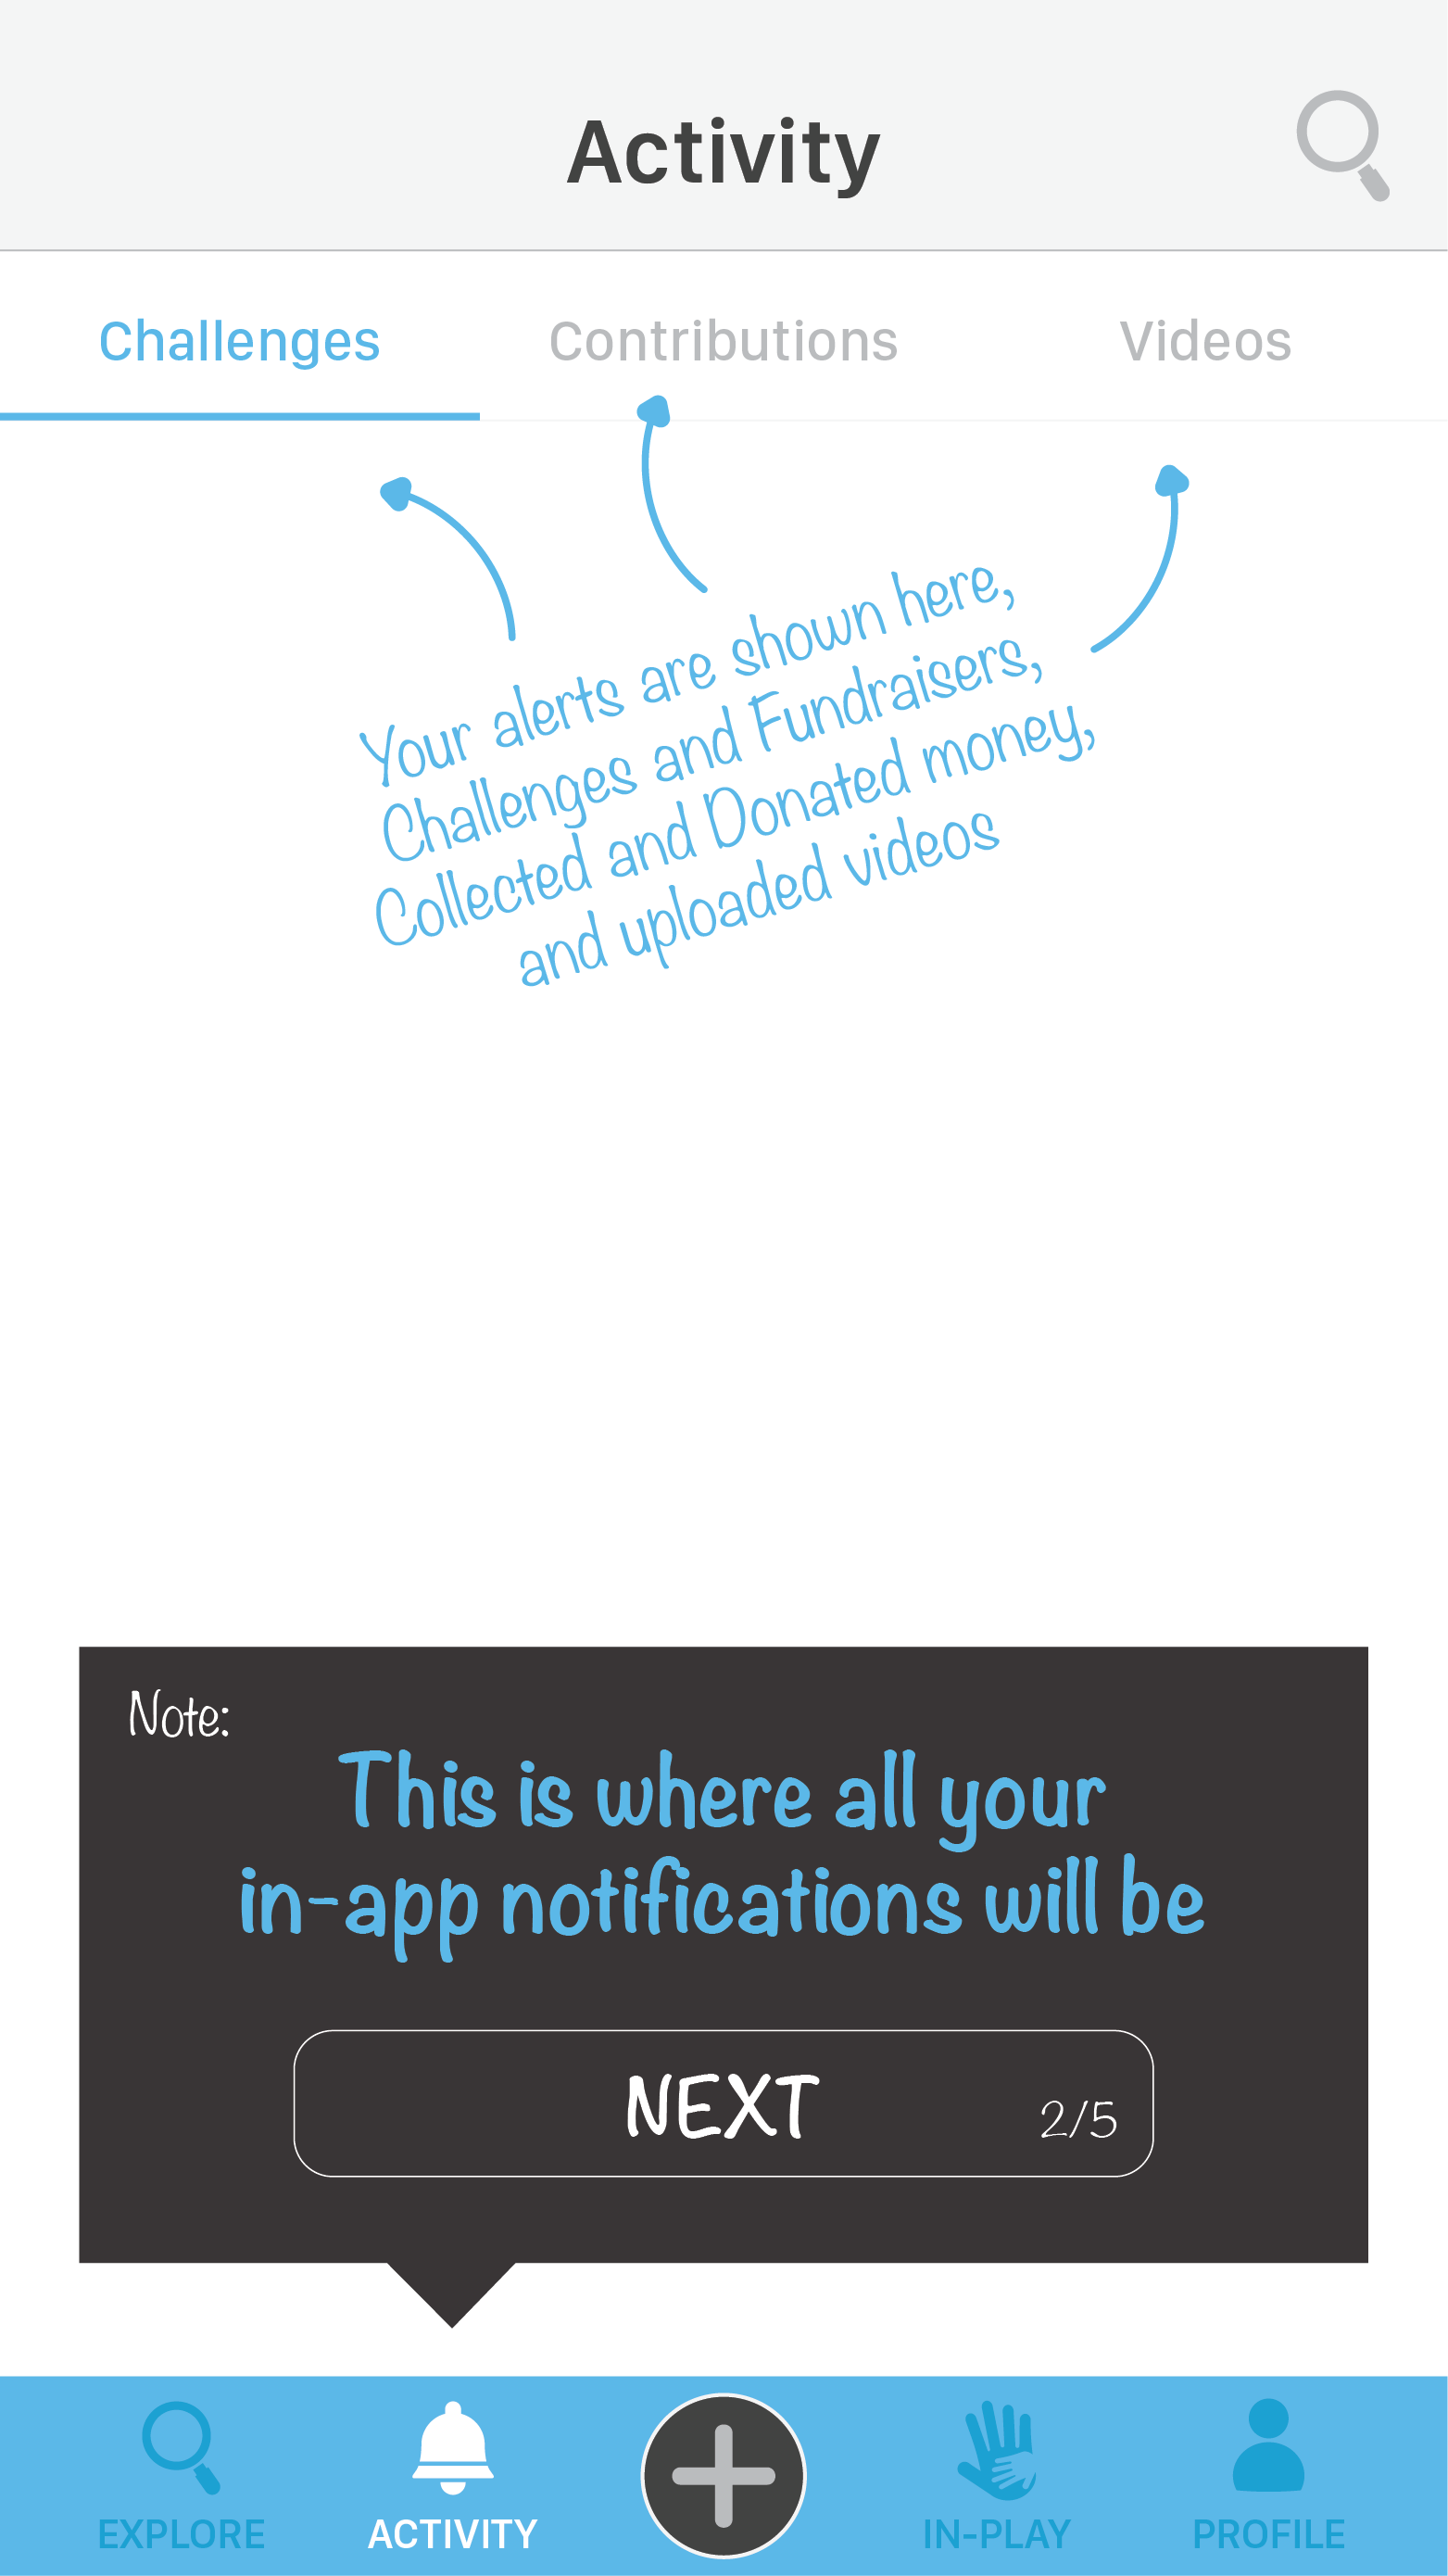 Activity
Challenges
Contributions
Videos
Your alerts are shown here,
Challenges and Fundraisers,
Collected and Donated money,
and uploaded videos
Note:
This is where all your
in-app notifications will be
NEXT
2/5
EXPLORE
ACTIVITY
IN-PLAY
PROFILE